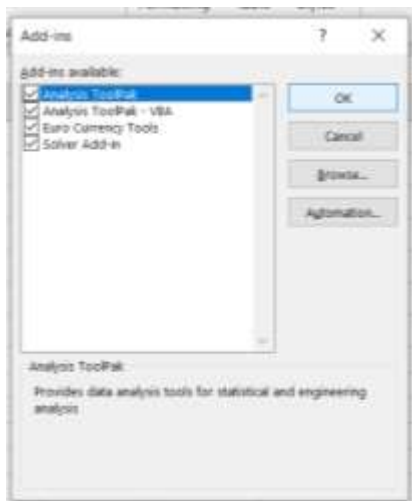 Add-ins ? ×
Add-ins available:
Analysis ToolPak
Analysis ToolPak - VBA
Euro Currency Tools
Solver Add-in
OK
Cancel
Browse...
Automation...
Analysis ToolPak
Provides data analysis tools for statistical and engineering
analysis